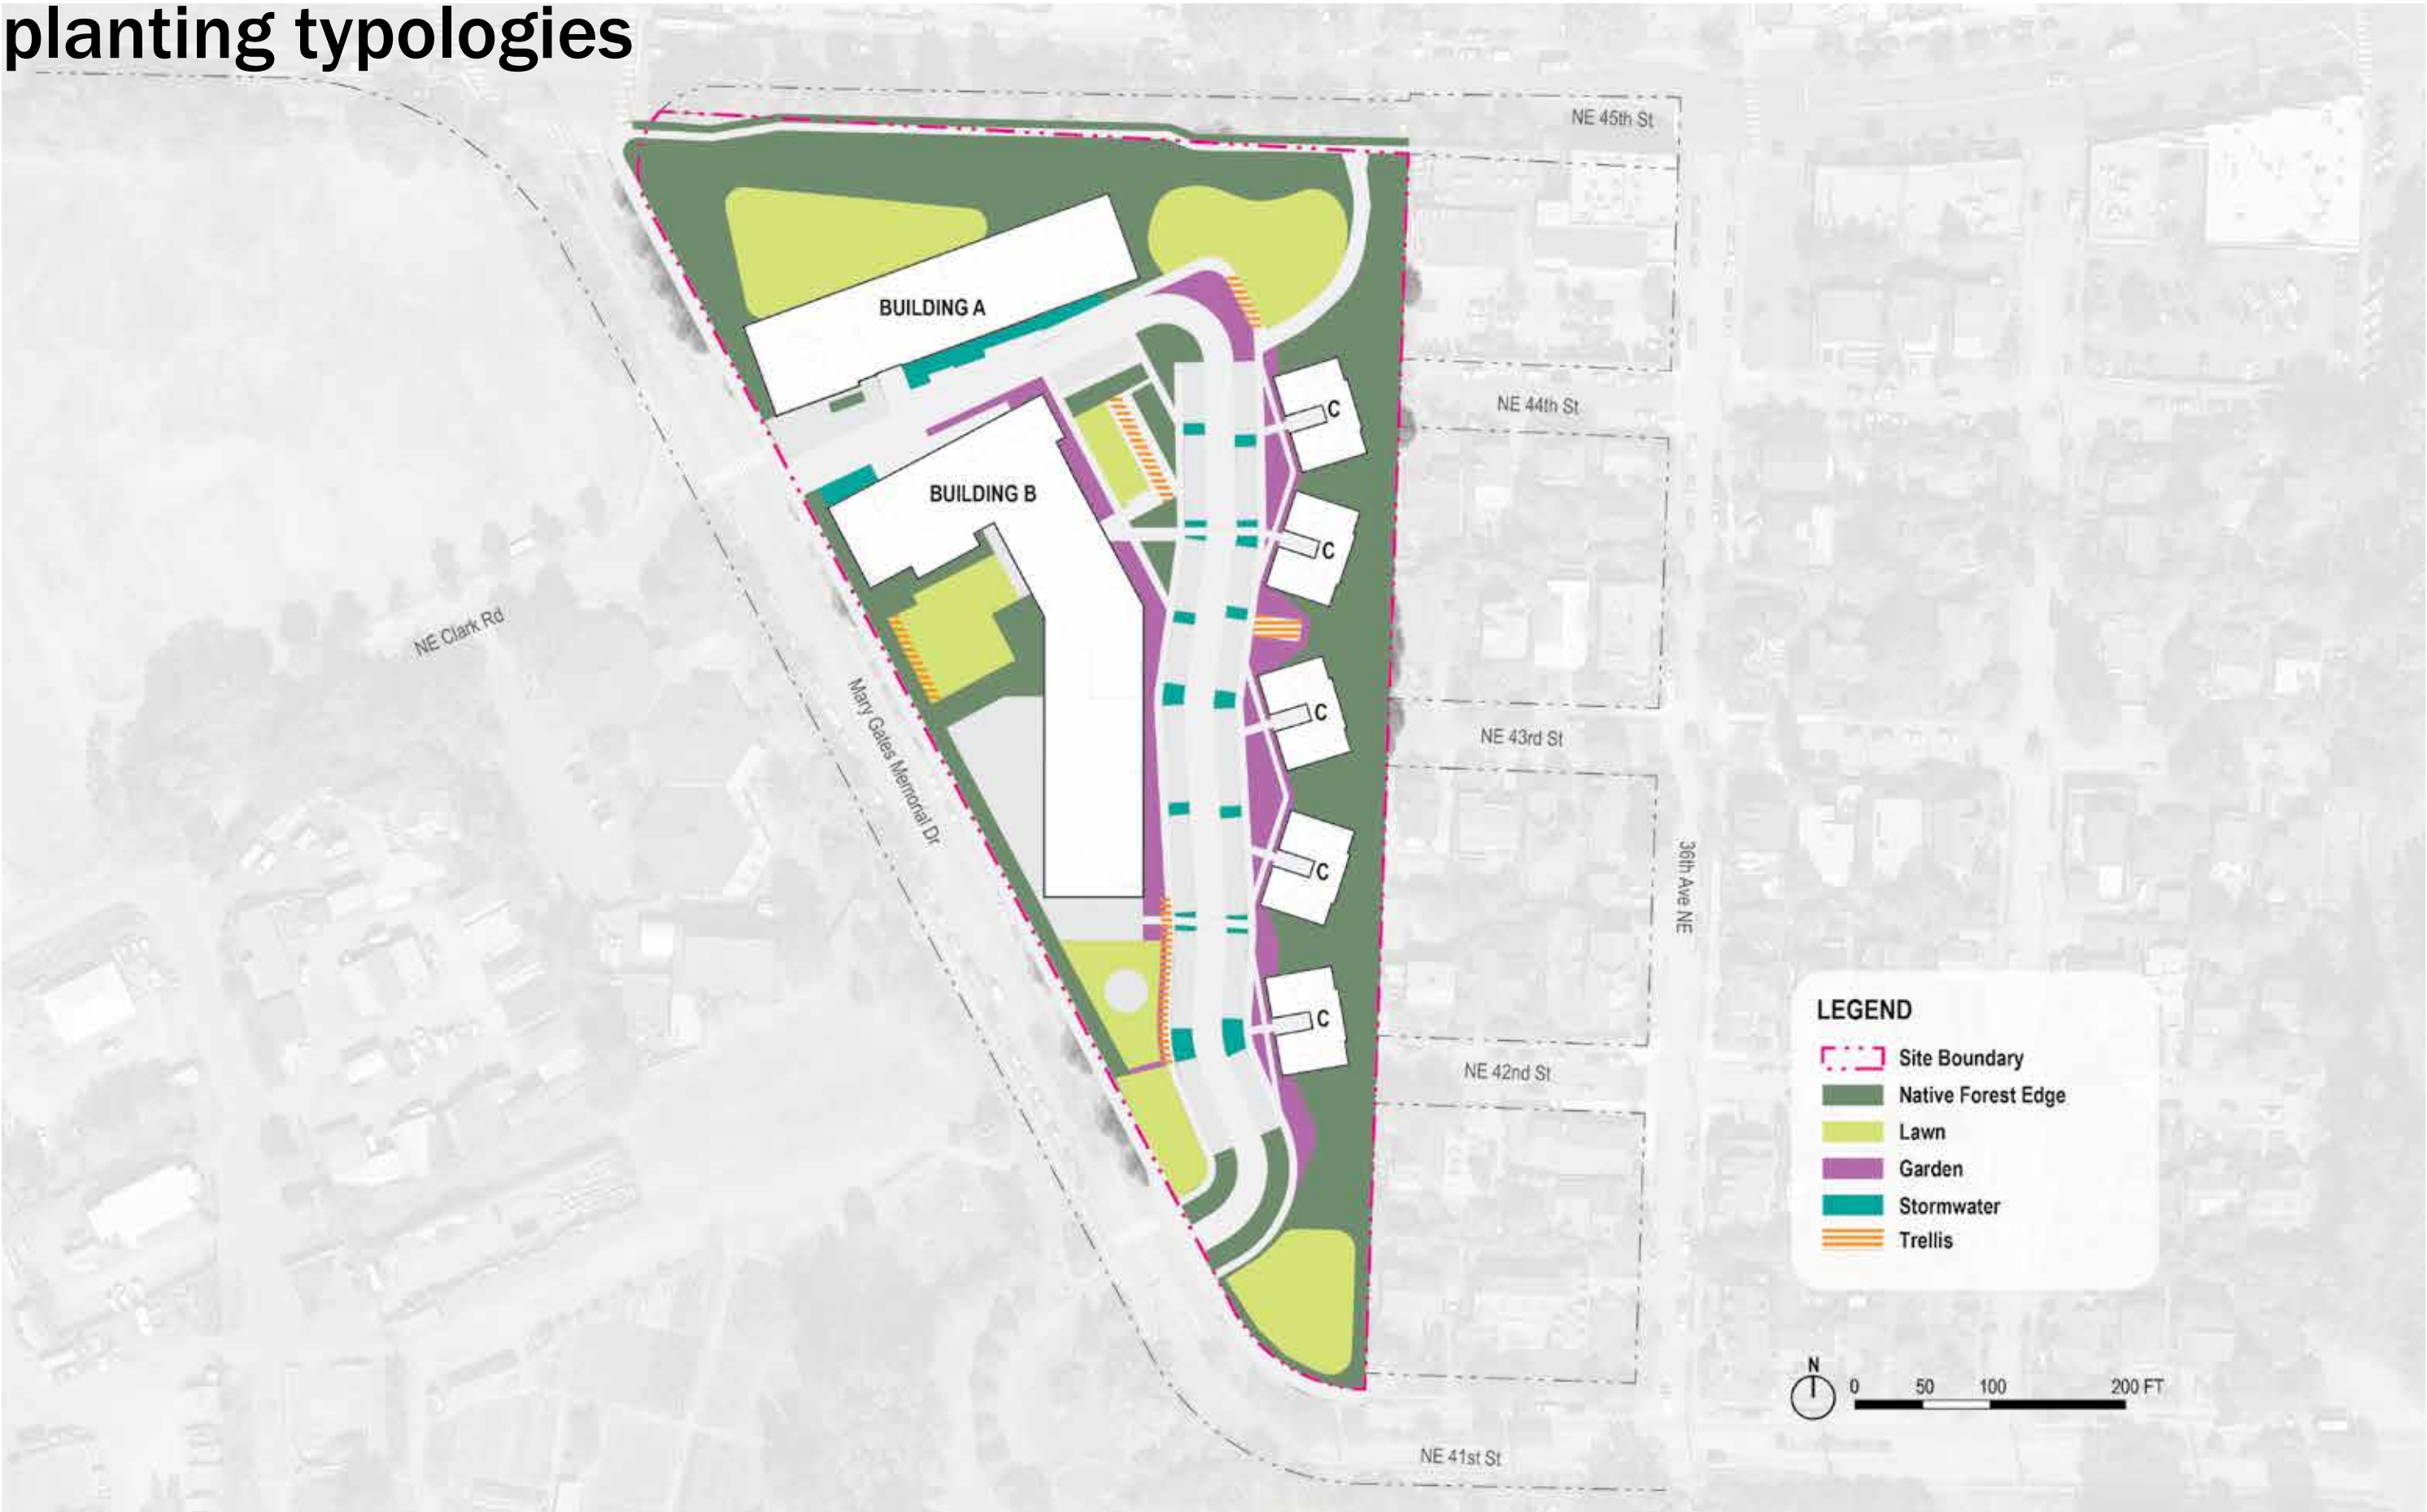 planting typologies
NE 45th St
BUILDING A
NE 44th St
C
BUILDING B
C
NE Clark Rd
Mary Gates Memorial Dr
C
NE 43rd St
36th Ave NE
C
C
NE 42nd St
LEGEND
Site Boundary
Native Forest Edge
Lawn
Garden
Stormwater
Trellis
N
0 50 100 200 FT
NE 41st St